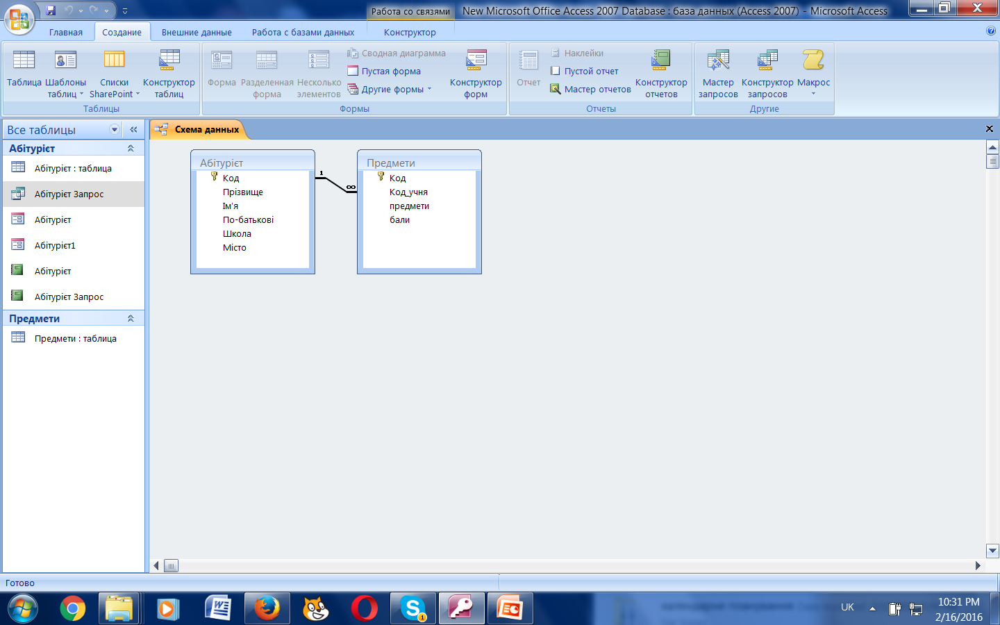 Работа со связями
New Microsoft Office Access 2007 Database : база данных (Access 2007) - Microsoft Access
Главная
Создание
Внешние данные
Работа с базами данных
Конструктор
Таблица
Шаблоны таблиц
Списки SharePoint
Конструктор таблиц
Таблицы
Форма
Разделенная форма
Несколько элементов
Сводная диаграмма
Пустая форма
Другие формы
Конструктор форм
Формы
Отчет
Наклейки
Пустой отчет
Мастер отчетов
Конструктор отчетов
Отчеты
Мастер запросов
Конструктор запросов
Макрос
Другие
Все таблицы
Абітурієт
Абітурієт : таблица
Абітурієт Запрос
Абітурієт
Абітурієт1
Абітурієт
Абітурієт Запрос
Предмети
Предмети : таблица
Схема данных
Абітурієт
Код
Прізвище
Ім'я
По-батькові
Школа
Місто
1
∞
Предмети
Код
Код_учня
предмети
бали
Готово
1
UK
10:31 PM
2/16/2016